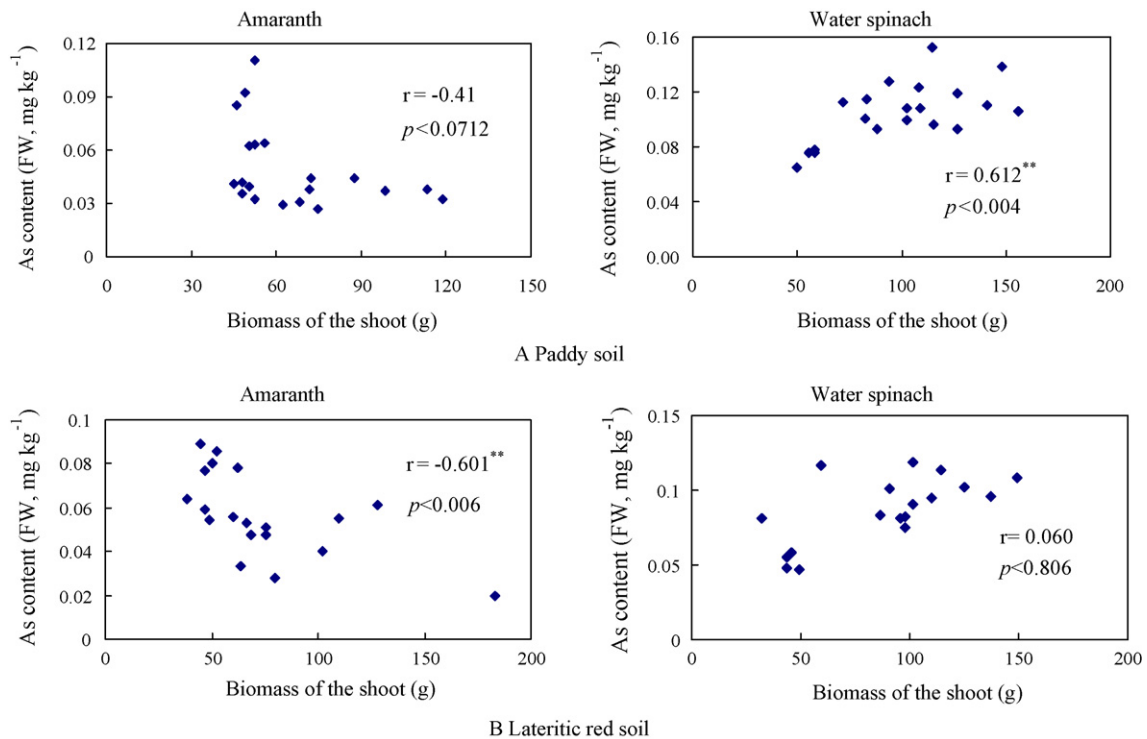 Amaranth
0.12
0.09
0.06
0.03
0
As content (FW, mg kg⁻¹)
r = -0.41
p<0.0712
0 30 60 90 120 150
Biomass of the shoot (g)
Water spinach
0.16
0.12
0.08
0.04
0.00
As content (FW, mg kg⁻¹)
r = 0.612**
p<0.004
0 50 100 150 200
Biomass of the shoot (g)
A Paddy soil
Amaranth
0.1
0.08
0.06
0.04
0.02
0
As content (FW, mg kg⁻¹)
r = -0.601**
p<0.006
0 50 100 150 200
Biomass of the shoot (g)
Water spinach
0.15
0.1
0.05
0
As content (FW, mg kg⁻¹)
r= 0.060
p<0.806
0 50 100 150 200
Biomass of the shoot (g)
B Lateritic red soil